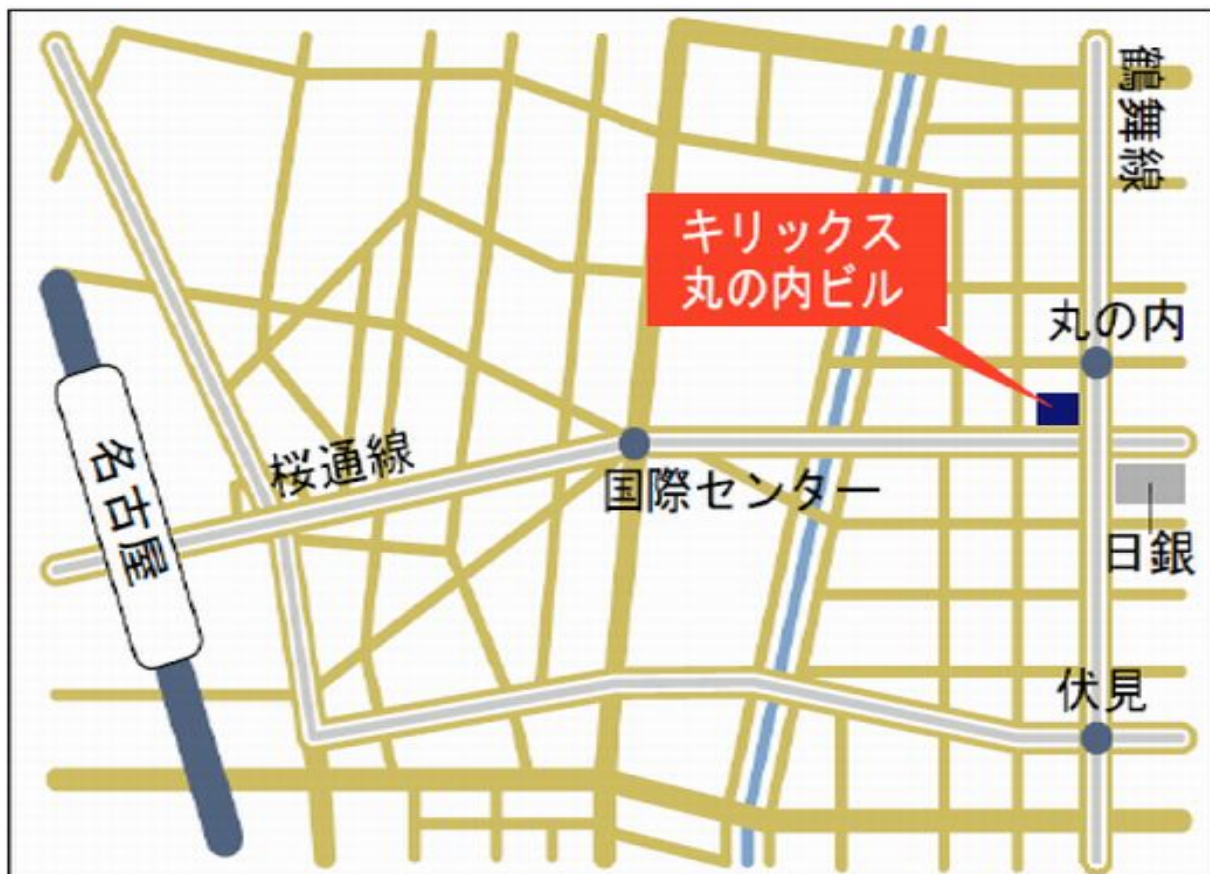 鶴舞線
キリックス
丸の内ビル
丸の内
桜通線
国際センター
名古屋
日銀
伏見